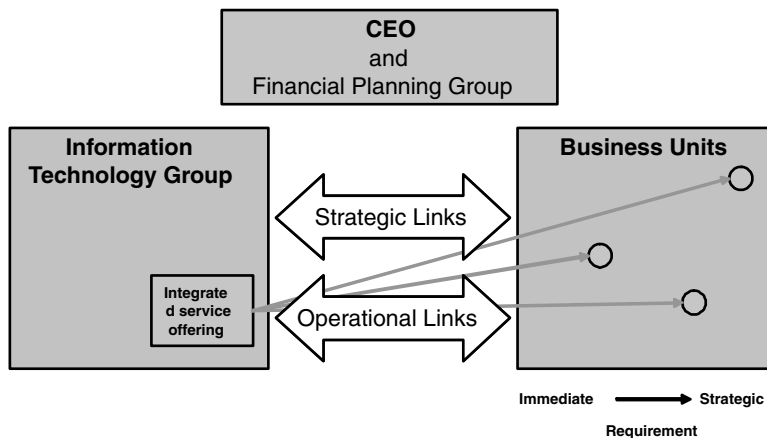 CEO
and
Financial Planning Group
Information
Technology Group
Business Units
Strategic Links
Integrate
d service
offering
Operational Links
Immediate Strategic
Requirement